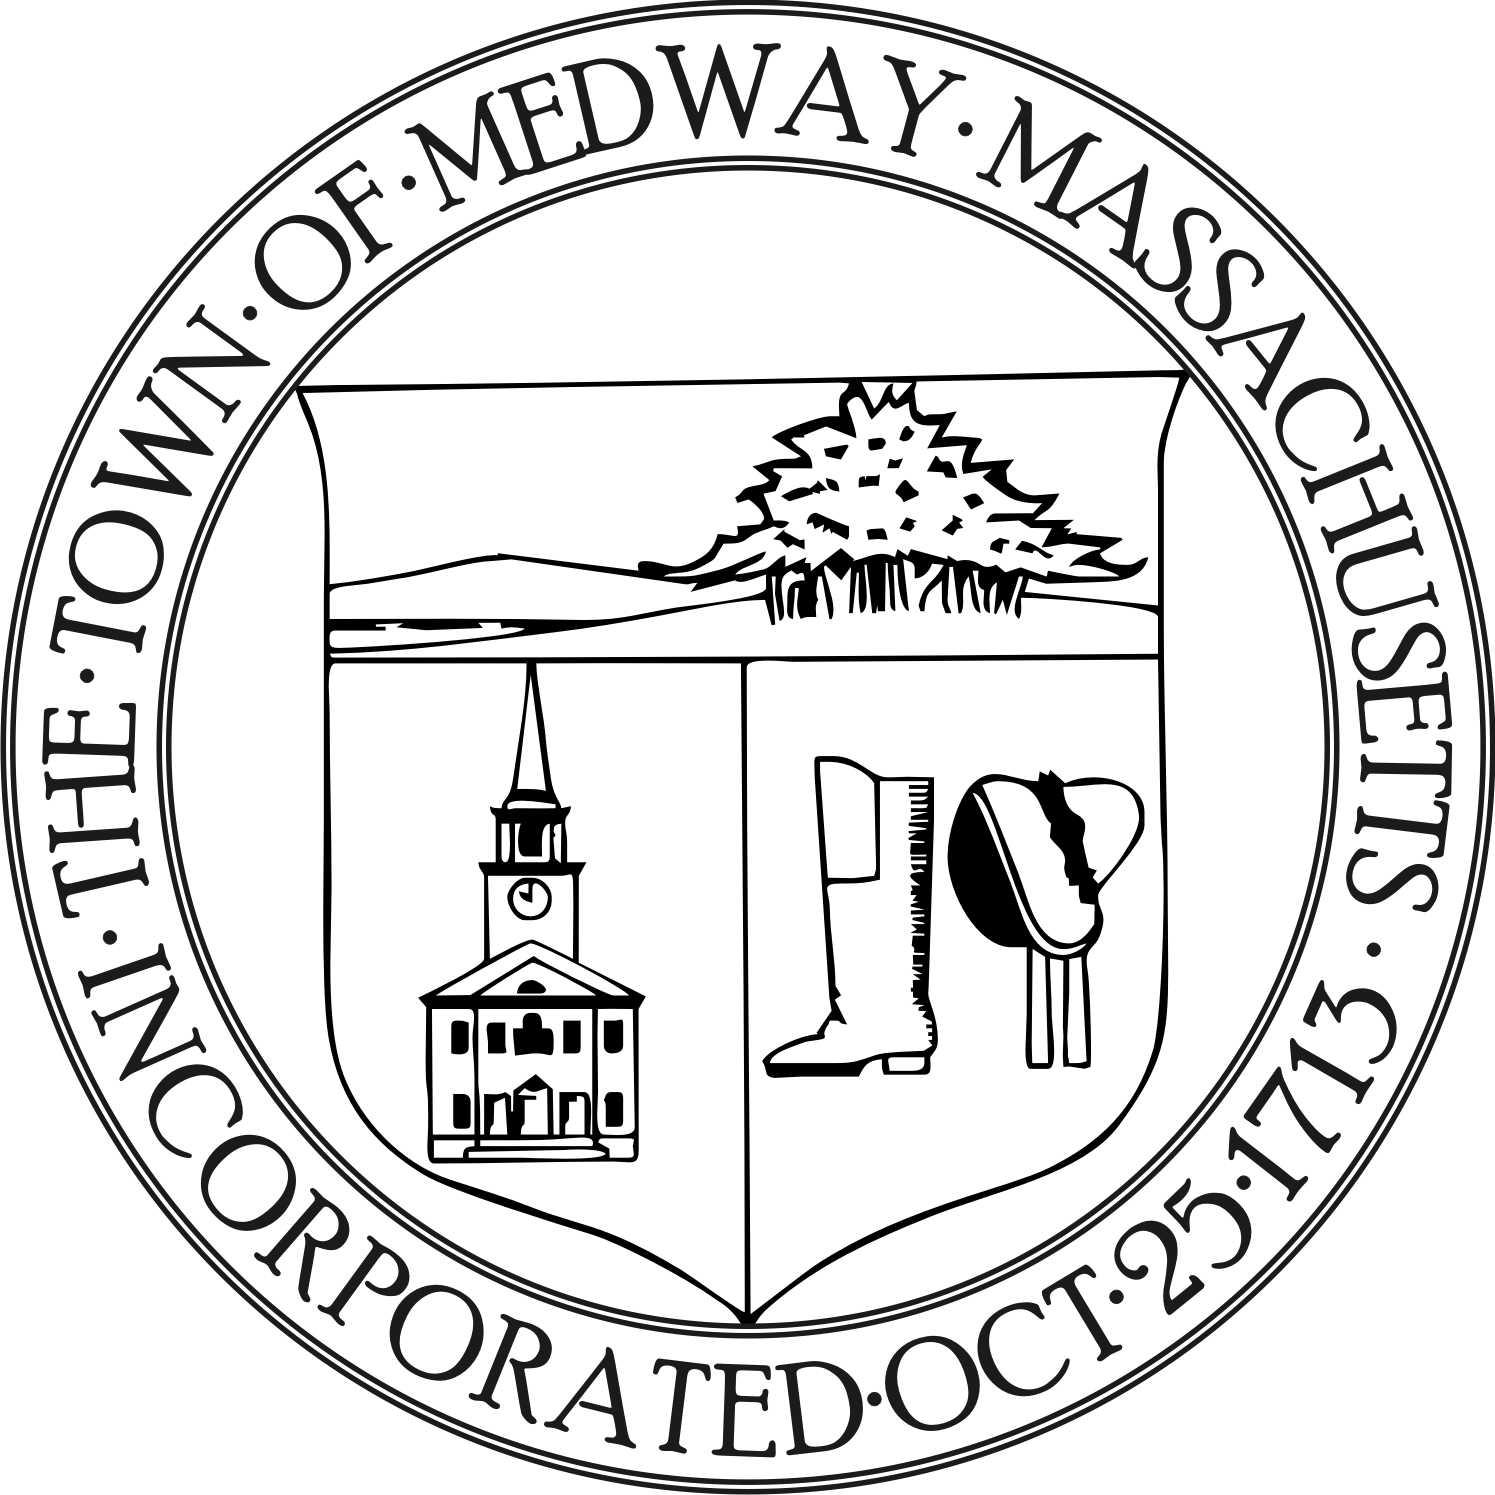 THE · TOWN · OF · MEDWAY · MASSACHUSETTS
INCORPORATED · OCT · 25 · 1713